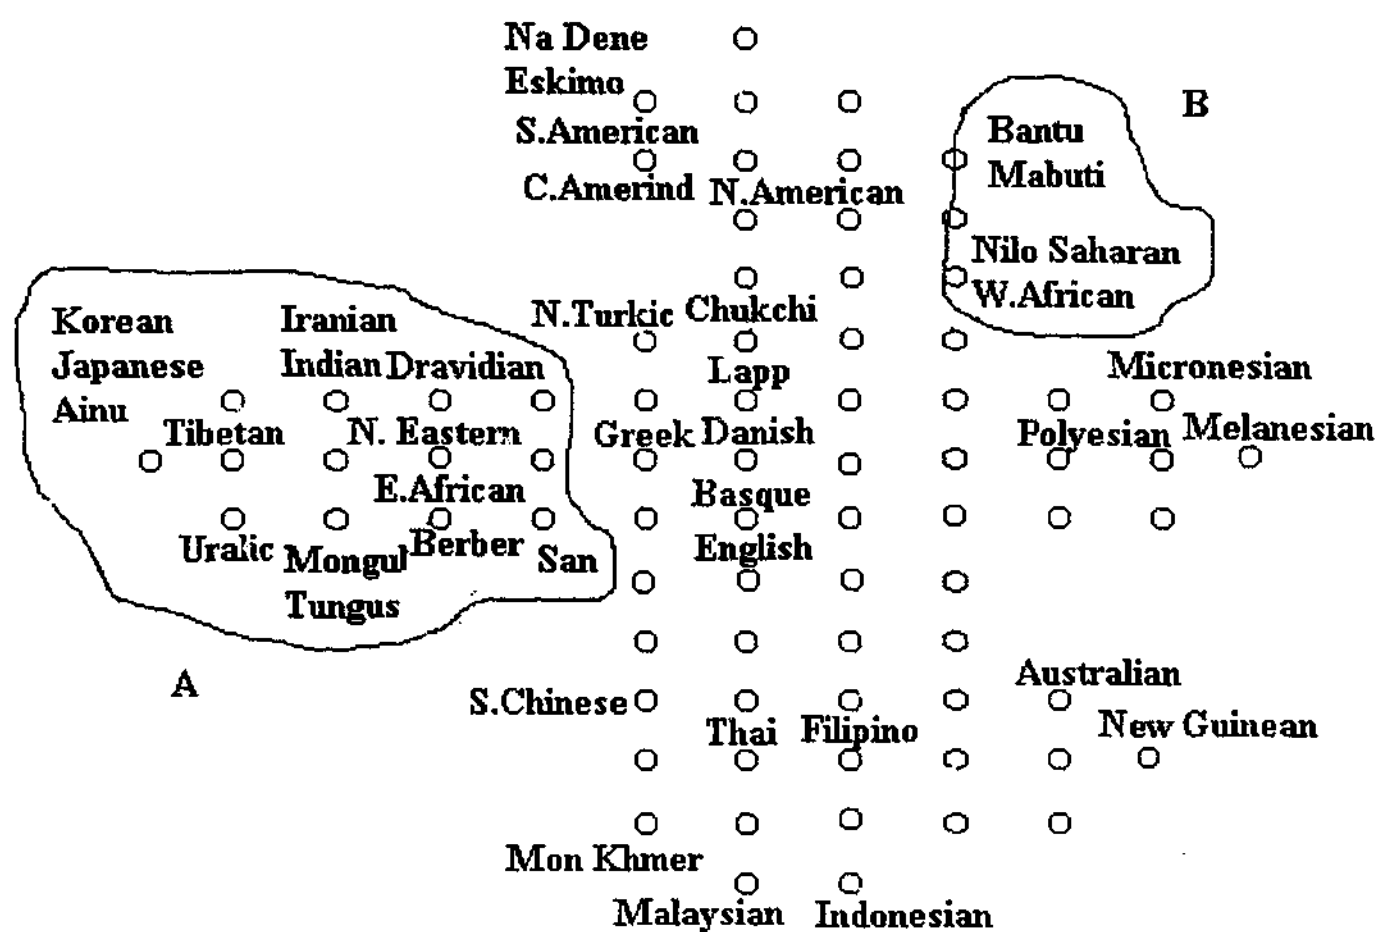 Na Dene
Eskimo
B
S.American
Bantu
Mabuti
C.Amerind N.American
Nilo Saharan
W.African
N.Turkic Chukchi
Korean
Japanese
Ainu
Iranian
Indian Dravidian
Lapp
Micronesian
Tibetan
N. Eastern
Greek Danish
Polyesian Melanesian
E.African
Basque
Uralic
Mongul
Tungus
Berber
San
English
A
S.Chinese
Australian
Thai Filipino
New Guinean
Mon Khmer
Malaysian Indonesian